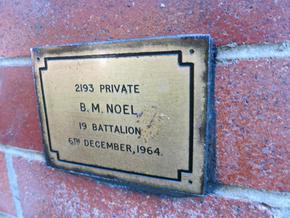 2193 PRIVATE
B. M. NOEL
19 BATTALION
6TH DECEMBER, 1964.